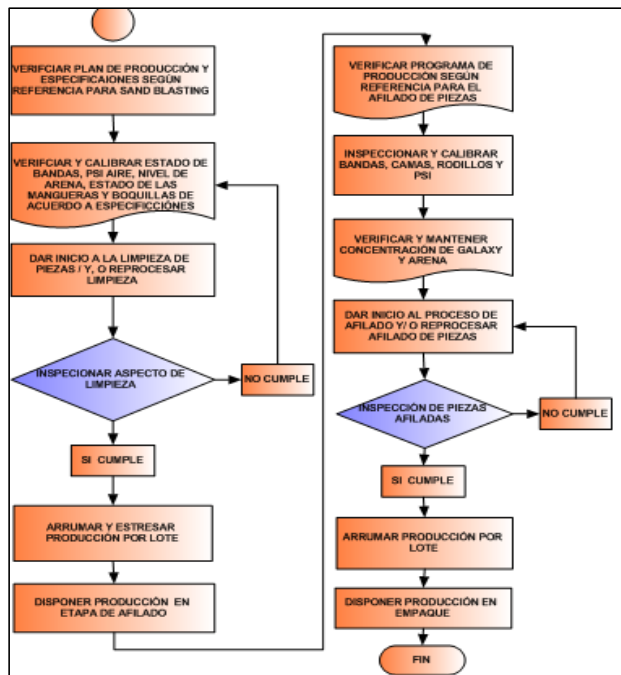 VERIFCIAR PLAN DE PRODUCCIÓN Y
ESPECIFICAIONES SEGÚN
REFERENCIA PARA SAND BLASTING
VERIFCIAR Y CALIBRAR ESTADO DE
BANDAS, PSI AIRE, NIVEL DE
ARENA, ESTADO DE LAS
MANGUERAS Y BOQUILLAS DE
ACUERDO A ESPECIFICCIÓNES
DAR INICIO A LA LIMPIEZA DE
PIEZAS / Y, O REPROCESAR
LIMPIEZA
INSPECIONAR ASPECTO DE
LIMPIEZA
NO CUMPLE
SI CUMPLE
ARRUMAR Y ESTRESAR
PRODUCCIÓN POR LOTE
DISPONER PRODUCCIÓN EN
ETAPA DE AFILADO
VERIFICAR PROGRAMA DE
PRODUCCIÓN SEGÚN
REFERENCIA PARA EL
AFILADO DE PIEZAS
INSPECCIONAR Y CALIBRAR
BANDAS, CAMAS, RODILLOS Y
PSI
VERIFICAR Y MANTENER
CONCENTRACIÓN DE GALAXY
Y ARENA
DAR INICIO AL PROCESO DE
AFILADO Y/ O REPROCESAR
AFILADO DE PIEZAS
INSPECCIÓN DE PIEZAS
AFILADAS
NO CUMPLE
SI CUMPLE
ARRUMAR PRODUCCIÓN POR
LOTE
DISPONER PRODUCCIÓN EN
EMPAQUE
FIN